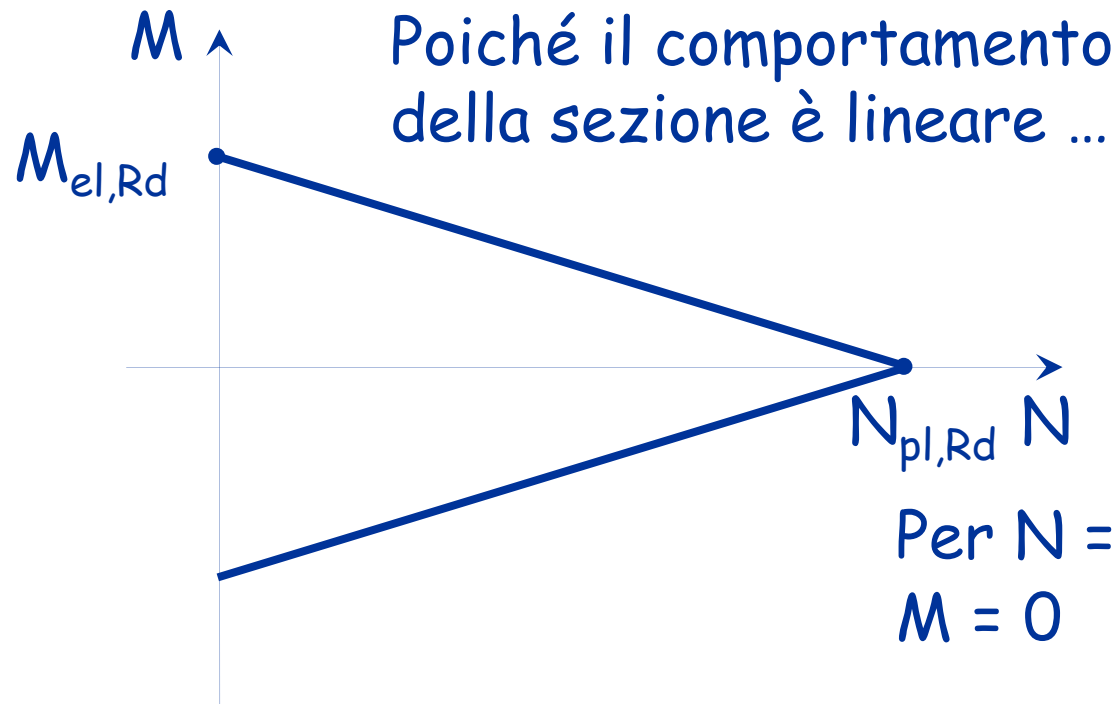 M
Poiché il comportamento
della sezione è lineare …
Mel,Rd
Npl,Rd N
Per N =
M = 0